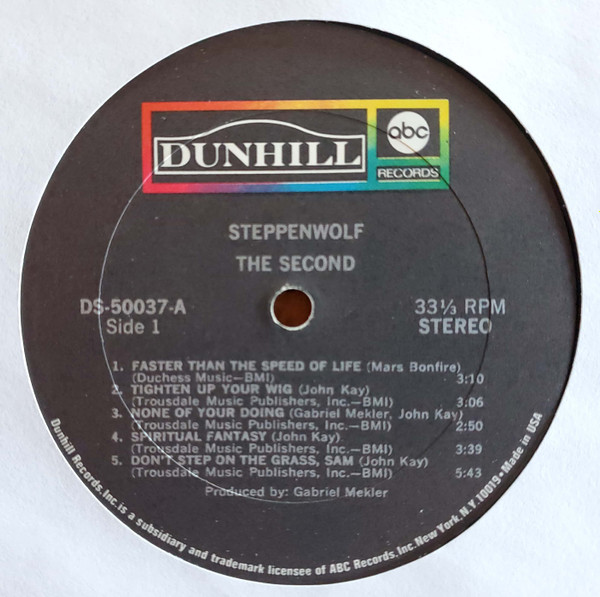 DUNHILL
abc
RECORDS
STEPPENWOLF
THE SECOND
DS-50037-A
Side 1
33⅓ RPM
STEREO
1. FASTER THAN THE SPEED OF LIFE (Mars Bonfire)
(Duchess Music—BMI) 3:10
2. TIGHTEN UP YOUR WIG (John Kay)
(Trousdale Music Publishers, Inc.—BMI) 3:06
3. NONE OF YOUR DOING (Gabriel Mekler, John Kay)
(Trousdale Music Publishers, Inc.—BMI) 2:50
4. SPIRITUAL FANTASY (John Kay)
(Trousdale Music Publishers, Inc.—BMI) 3:39
5. DON'T STEP ON THE GRASS, SAM (John Kay)
(Trousdale Music Publishers, Inc.—BMI) 5:43
Produced by: Gabriel Mekler
Dunhill Records, Inc. is a subsidiary and trademark licensee of ABC Records, Inc. New York, N.Y. 10019 • Made in USA